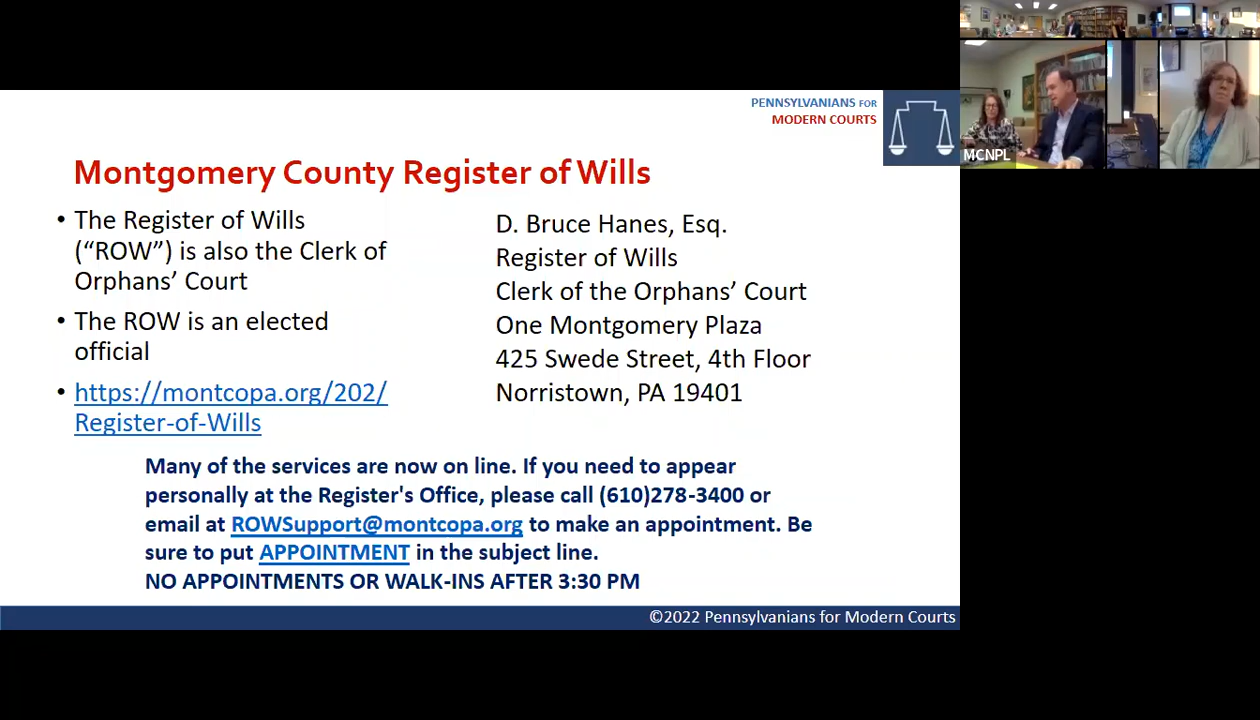 PENNSYLVANIANS FOR
MODERN COURTS
MCNPL
Montgomery County Register of Wills
• The Register of Wills
(“ROW”) is also the Clerk of
Orphans’ Court
• The ROW is an elected
official
• https://montcopa.org/202/
Register-of-Wills
D. Bruce Hanes, Esq.
Register of Wills
Clerk of the Orphans’ Court
One Montgomery Plaza
425 Swede Street, 4th Floor
Norristown, PA 19401
Many of the services are now on line. If you need to appear
personally at the Register's Office, please call (610)278-3400 or
email at ROWSupport@montcopa.org to make an appointment. Be
sure to put APPOINTMENT in the subject line.
NO APPOINTMENTS OR WALK-INS AFTER 3:30 PM
©2022 Pennsylvanians for Modern Courts